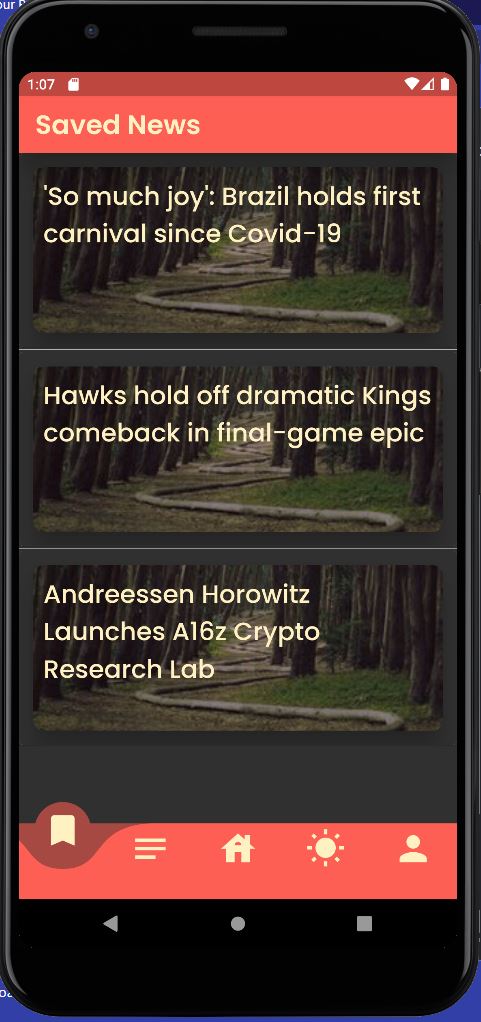 1:07
Saved News
'So much joy': Brazil holds first
carnival since Covid-19
Hawks hold off dramatic Kings
comeback in final-game epic
Andreessen Horowitz
Launches A16z Crypto
Research Lab